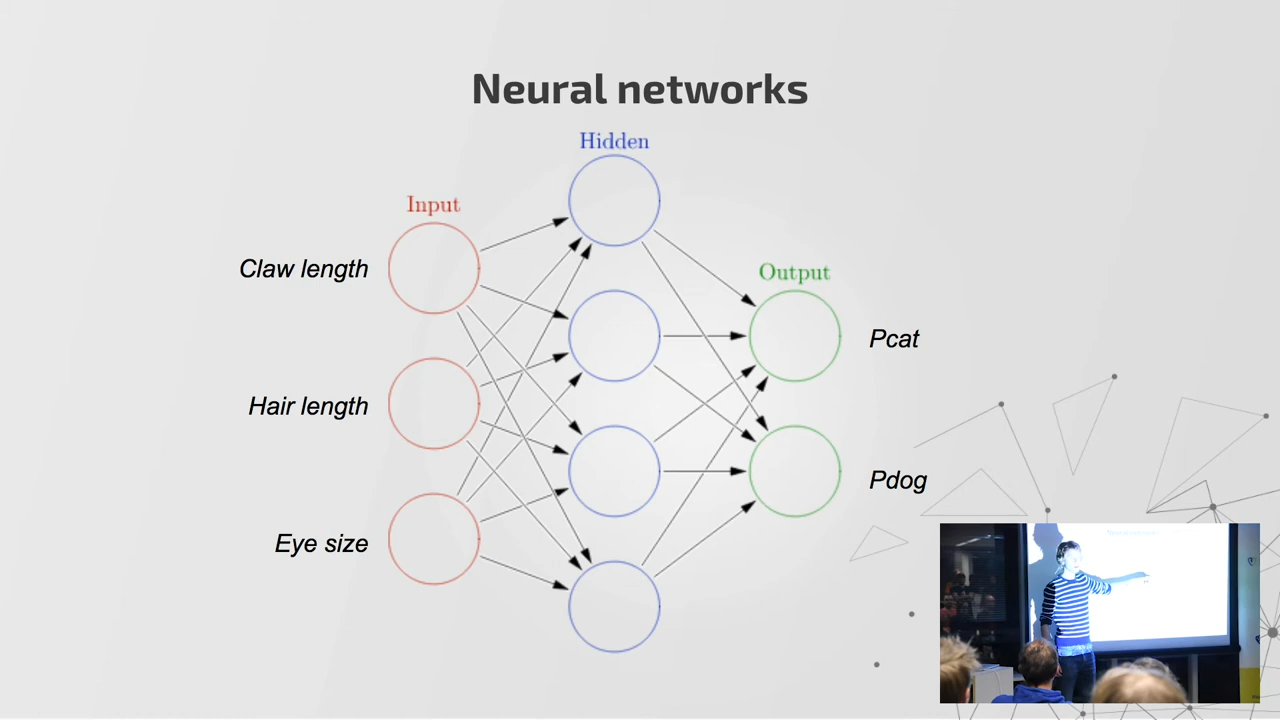 Neural networks
Hidden
Input
Claw length
Output
Pcat
Hair length
Pdog
Eye size